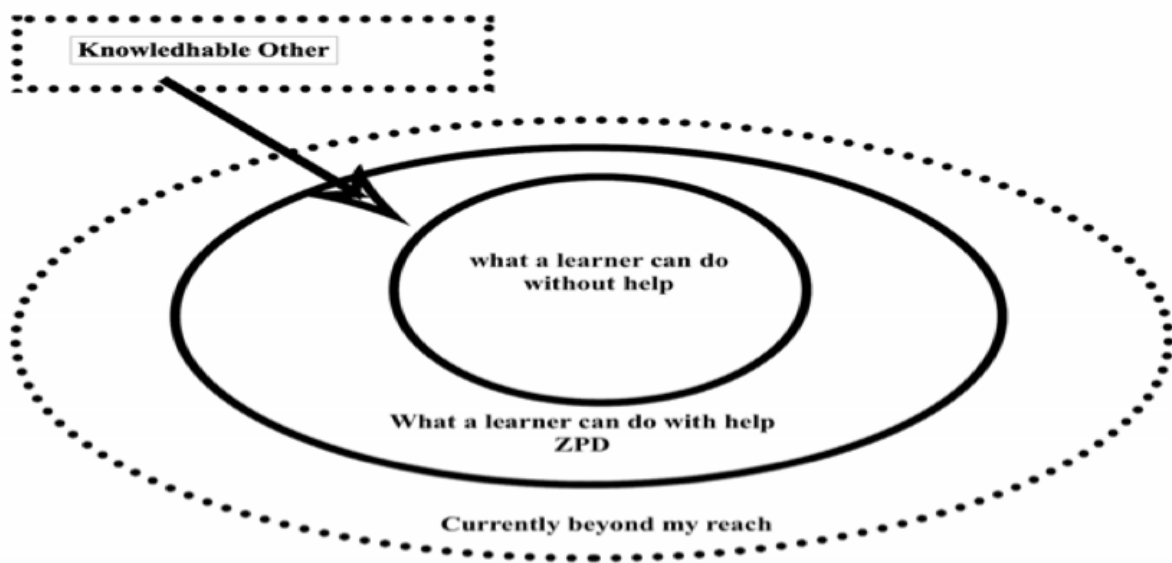 Knowledhable Other
what a learner can do
without help
What a learner can do with help
ZPD
Currently beyond my reach